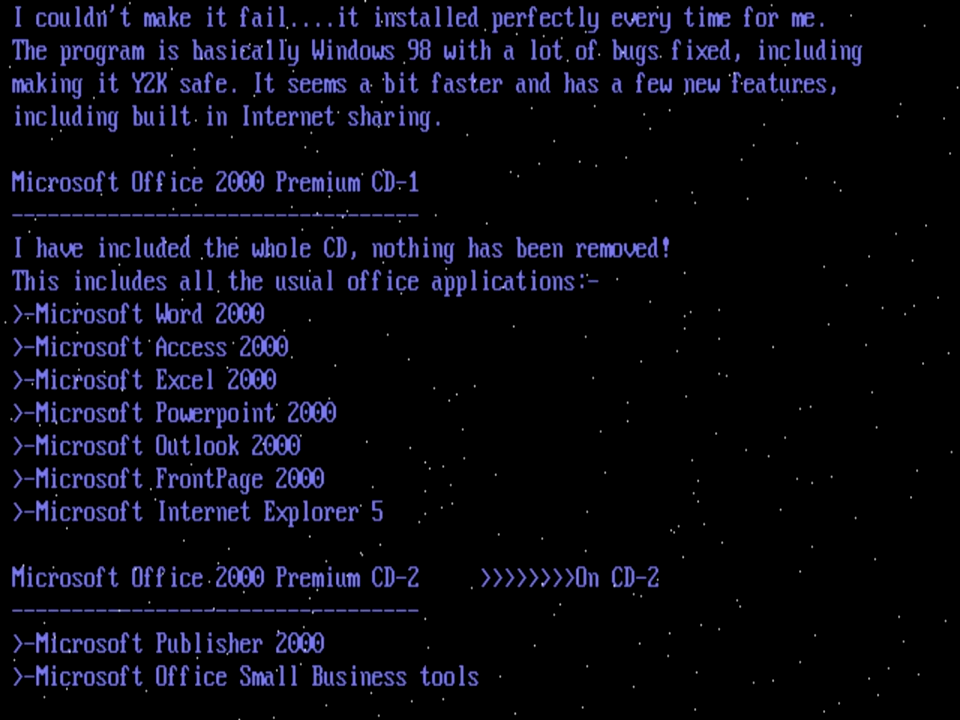 I couldn't make it fail....it installed perfectly every time for me.
The program is basically Windows 98 with a lot of bugs fixed, including
making it Y2K safe. It seems a bit faster and has a few new features,
including built in Internet sharing.
Microsoft Office 2000 Premium CD-1
----------------------------------
I have included the whole CD, nothing has been removed!
This includes all the usual office applications:-
>-Microsoft Word 2000
>-Microsoft Access 2000
>-Microsoft Excel 2000
>-Microsoft Powerpoint 2000
>-Microsoft Outlook 2000
>-Microsoft FrontPage 2000
>-Microsoft Internet Explorer 5
Microsoft Office 2000 Premium CD-2     >>>>>>>>On CD-2
----------------------------------
>-Microsoft Publisher 2000
>-Microsoft Office Small Business tools